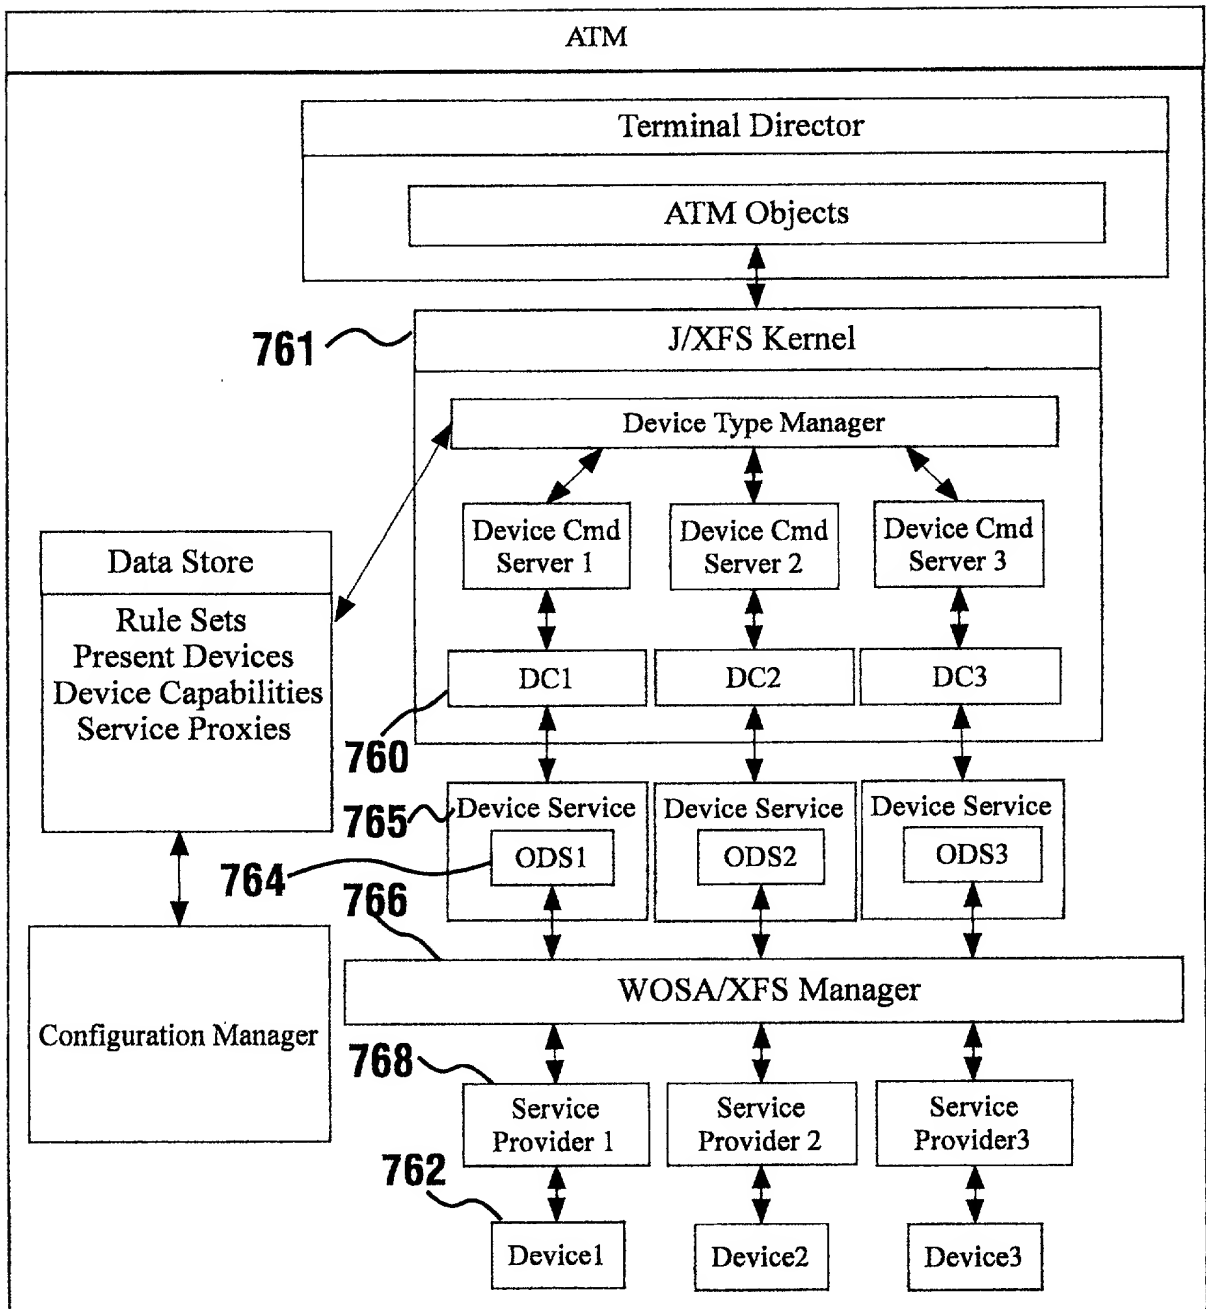 ATM
Terminal Director
ATM Objects
761
J/XFS Kernel
Device Type Manager
Device Cmd
Server 1
Device Cmd
Server 2
Device Cmd
Server 3
Data Store
Rule Sets
Present Devices
Device Capabilities
Service Proxies
DC1
DC2
DC3
760
765
Device Service
Device Service
Device Service
764
ODS1
ODS2
ODS3
766
WOSA/XFS Manager
Configuration Manager
768
Service
Provider 1
Service
Provider 2
Service
Provider3
762
Device1
Device2
Device3